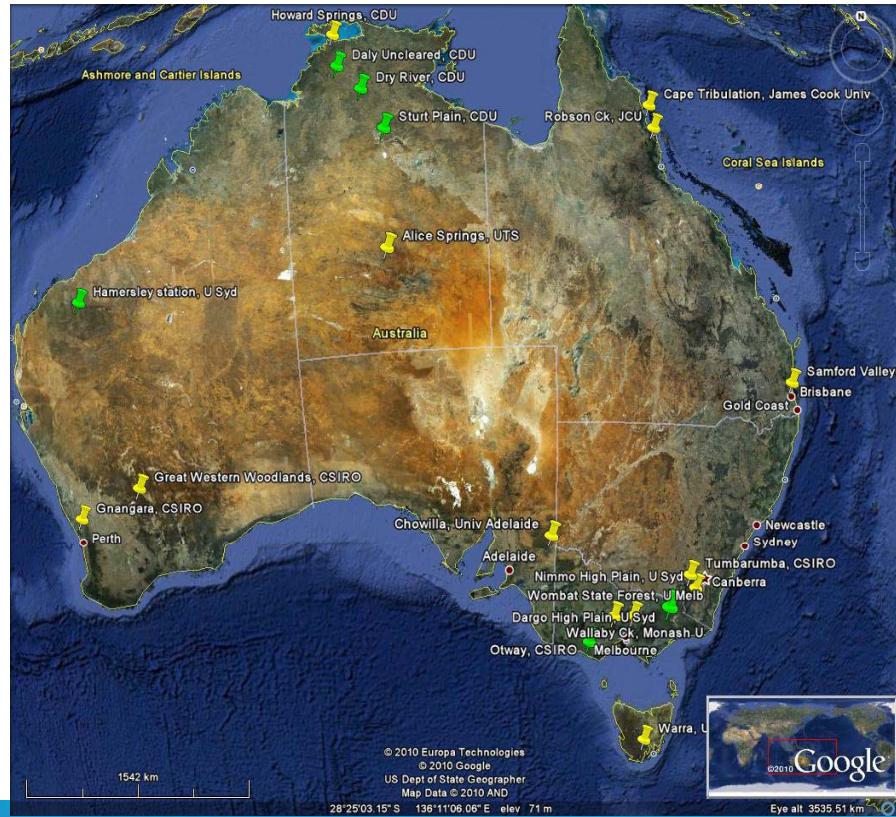 Howard Springs, CDU
Daly Uncleared, CDU
Ashmore and Cartier Islands
Dry River, CDU
Cape Tribulation, James Cook Univ
Sturt Plain, CDU
Robson Ck, JCU
Coral Sea Islands
Alice Springs, UTS
Hamersley station, U Syd
Australia
Samford Valley
Brisbane
Gold Coast
Great Western Woodlands, CSIRO
Gnangara, CSIRO
Chowilla, Univ Adelaide
Newcastle
Perth
Sydney
Adelaide
Tumbarumba, CSIRO
Nimmo High Plain, U Syd
Canberra
Wombat State Forest, U Melb
Dargo High Plain, U Syd
Wallaby Ck, Monash U
Otway, CSIRO
Melbourne
Warra, U
N
© 2010 Europa Technologies
© 2010 Google
US Dept of State Geographer
Map Data © 2010 AND
©2010 Google
1542 km
28°25'03.15" S 136°11'06.06" E elev 71 m
Eye alt 3535.51 km